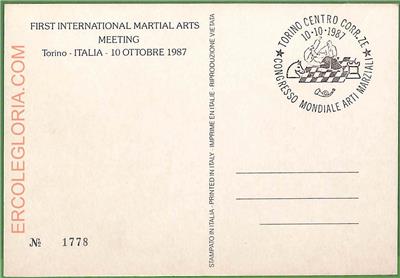 FIRST INTERNATIONAL MARTIAL ARTS
MEETING
Torino - ITALIA - 10 OTTOBRE 1987
TORINO CENTRO CORR.ZE
10-10-1987
CONGRESSO MONDIALE ARTI MARZIALI
STAMPATO IN ITALIA - PRINTED IN ITALY - IMPRIME EN ITALIE - RIPRODUZIONE VIETATA
№ 1778
ERCOLEGLORIA.COM